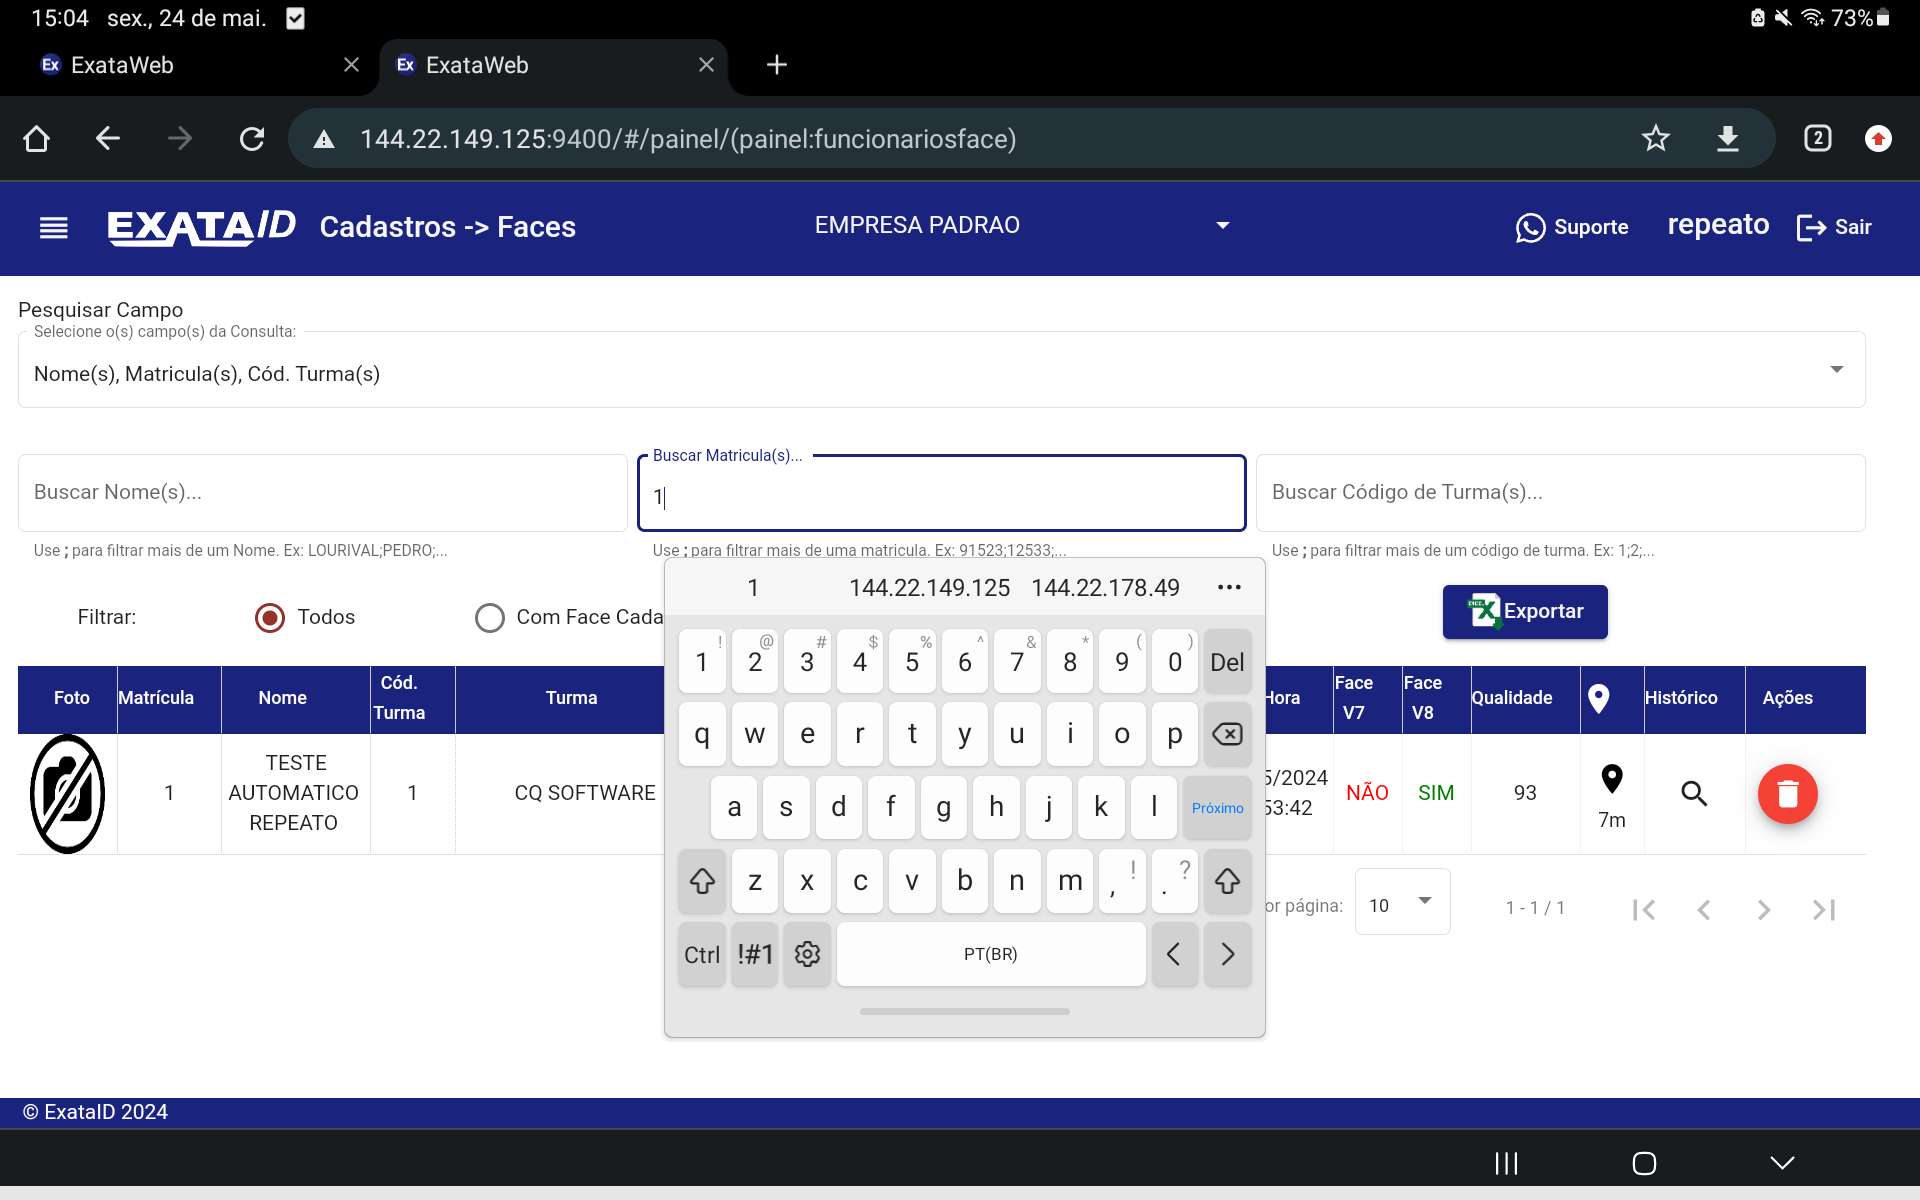 15:04 sex., 24 de mai. 73%
Ex ExataWeb Ex ExataWeb
144.22.149.125:9400/#/painel/(painel:funcionariosface) 2
EXATAID Cadastros -> Faces EMPRESA PADRAO Suporte repeato Sair
Pesquisar Campo
Selecione o(s) campo(s) da Consulta:
Nome(s), Matricula(s), Cód. Turma(s)
Buscar Matricula(s)...
Buscar Nome(s)... 1 Buscar Código de Turma(s)...
Use ; para filtrar mais de um Nome. Ex: LOURIVAL;PEDRO;... Use ; para filtrar mais de uma matricula. Ex: 91523;12533;... Use ; para filtrar mais de um código de turma. Ex: 1;2;...
1 144.22.149.125 144.22.178.49 ...
Filtrar: Todos Com Face Cada Exportar
! @ # $ % ^ & * ( )
1 2 3 4 5 6 7 8 9 0 Del
Foto Matrícula Nome Cód. Turma Turma Hora Face V7 Face V8 Qualidade Histórico Ações
q w e r t y u i o p
TESTE AUTOMATICO REPEATO
1 1 CQ SOFTWARE 5/2024 53:42 NÃO SIM 93 7m
a s d f g h j k l Próximo
z x c v b n m , ! . ?
or página: 10 1 - 1 / 1
Ctrl !#1 PT(BR) < >
© ExataID 2024